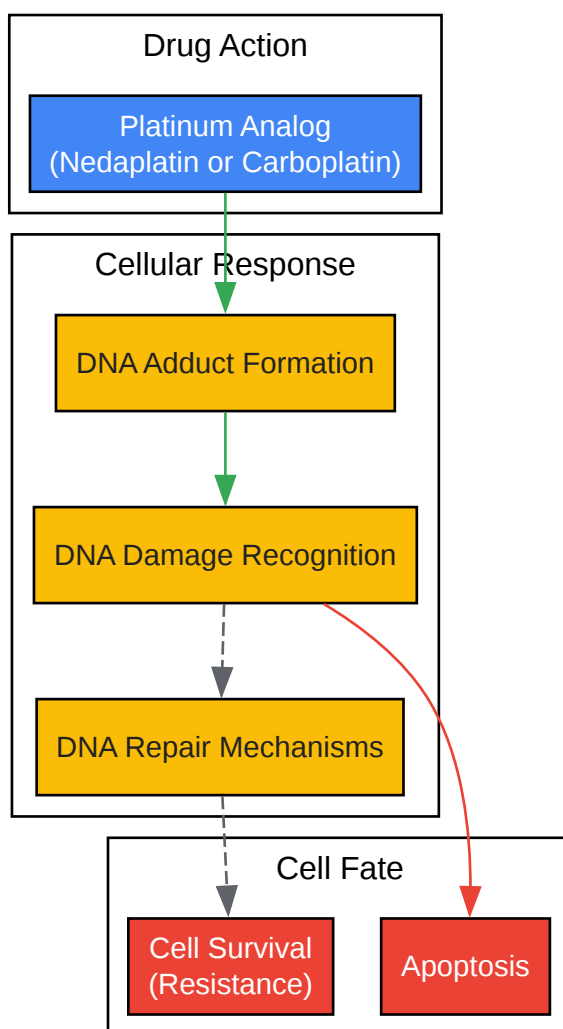 Drug Action
Platinum Analog
(Nedaplatin or Carboplatin)
Cellular Response
DNA Adduct Formation
DNA Damage Recognition
DNA Repair Mechanisms
Cell Fate
Cell Survival
(Resistance)
Apoptosis